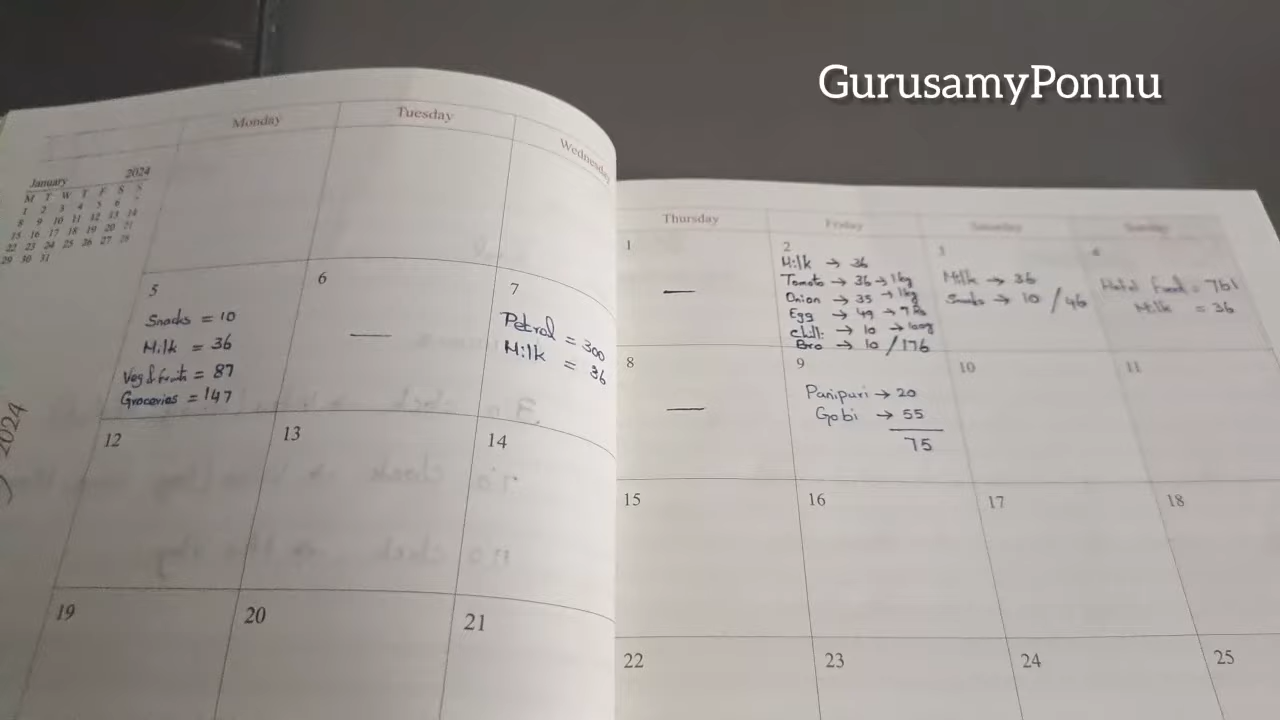 GurusamyPonnu
Monday
Tuesday
Wednesday
Thursday
Friday
Saturday
Sunday
January 2024
M T W T F S S
1 2 3 4 5 6
8 9 10 11 12 13 14
15 16 17 18 19 20 21
22 23 24 25 26 27 28
29 30 31
2024
1
—
2
Milk → 36
Tomato → 36 → 1kg
Onion → 35 → 1kg
Egg → 49
Chilli → 10 → 100g
Bro → 10 / 176
3
Milk → 36
Snacks → 10 / 46
4
Hotel Food = 761
Milk = 36
5
Snacks = 10
Milk = 36
Veg & fruits = 87
Groceries = 147
6
—
7
Petrol = 300
Milk = 36
8
—
9
Panipuri → 20
Gobi → 55
75
10
11
12
13
14
15
16
17
18
19
20
21
22
23
24
25